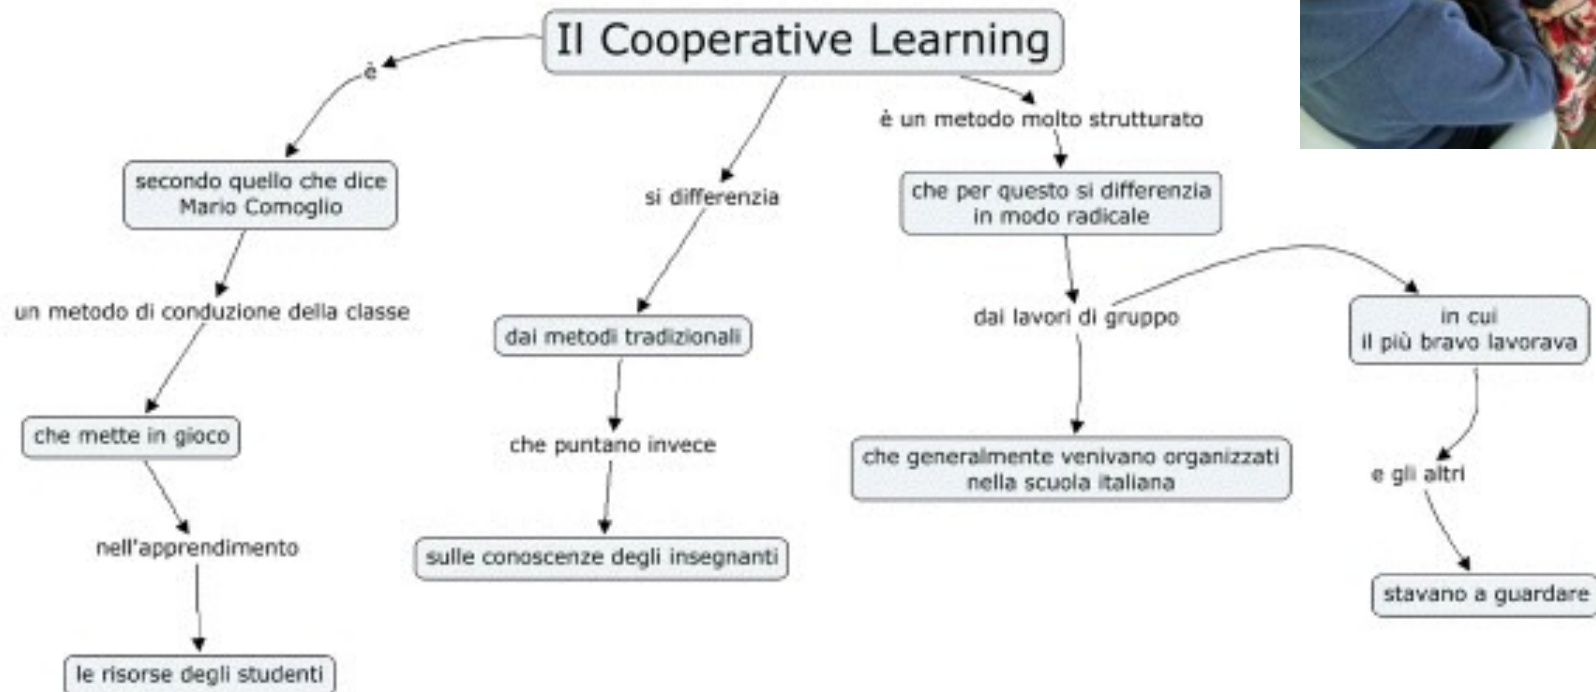 Il Cooperative Learning
è
secondo quello che dice
Mario Comoglio
un metodo di conduzione della classe
che mette in gioco
nell'apprendimento
le risorse degli studenti
si differenzia
dai metodi tradizionali
che puntano invece
sulle conoscenze degli insegnanti
è un metodo molto strutturato
che per questo si differenzia
in modo radicale
dai lavori di gruppo
che generalmente venivano organizzati
nella scuola italiana
in cui
il più bravo lavorava
e gli altri
stavano a guardare